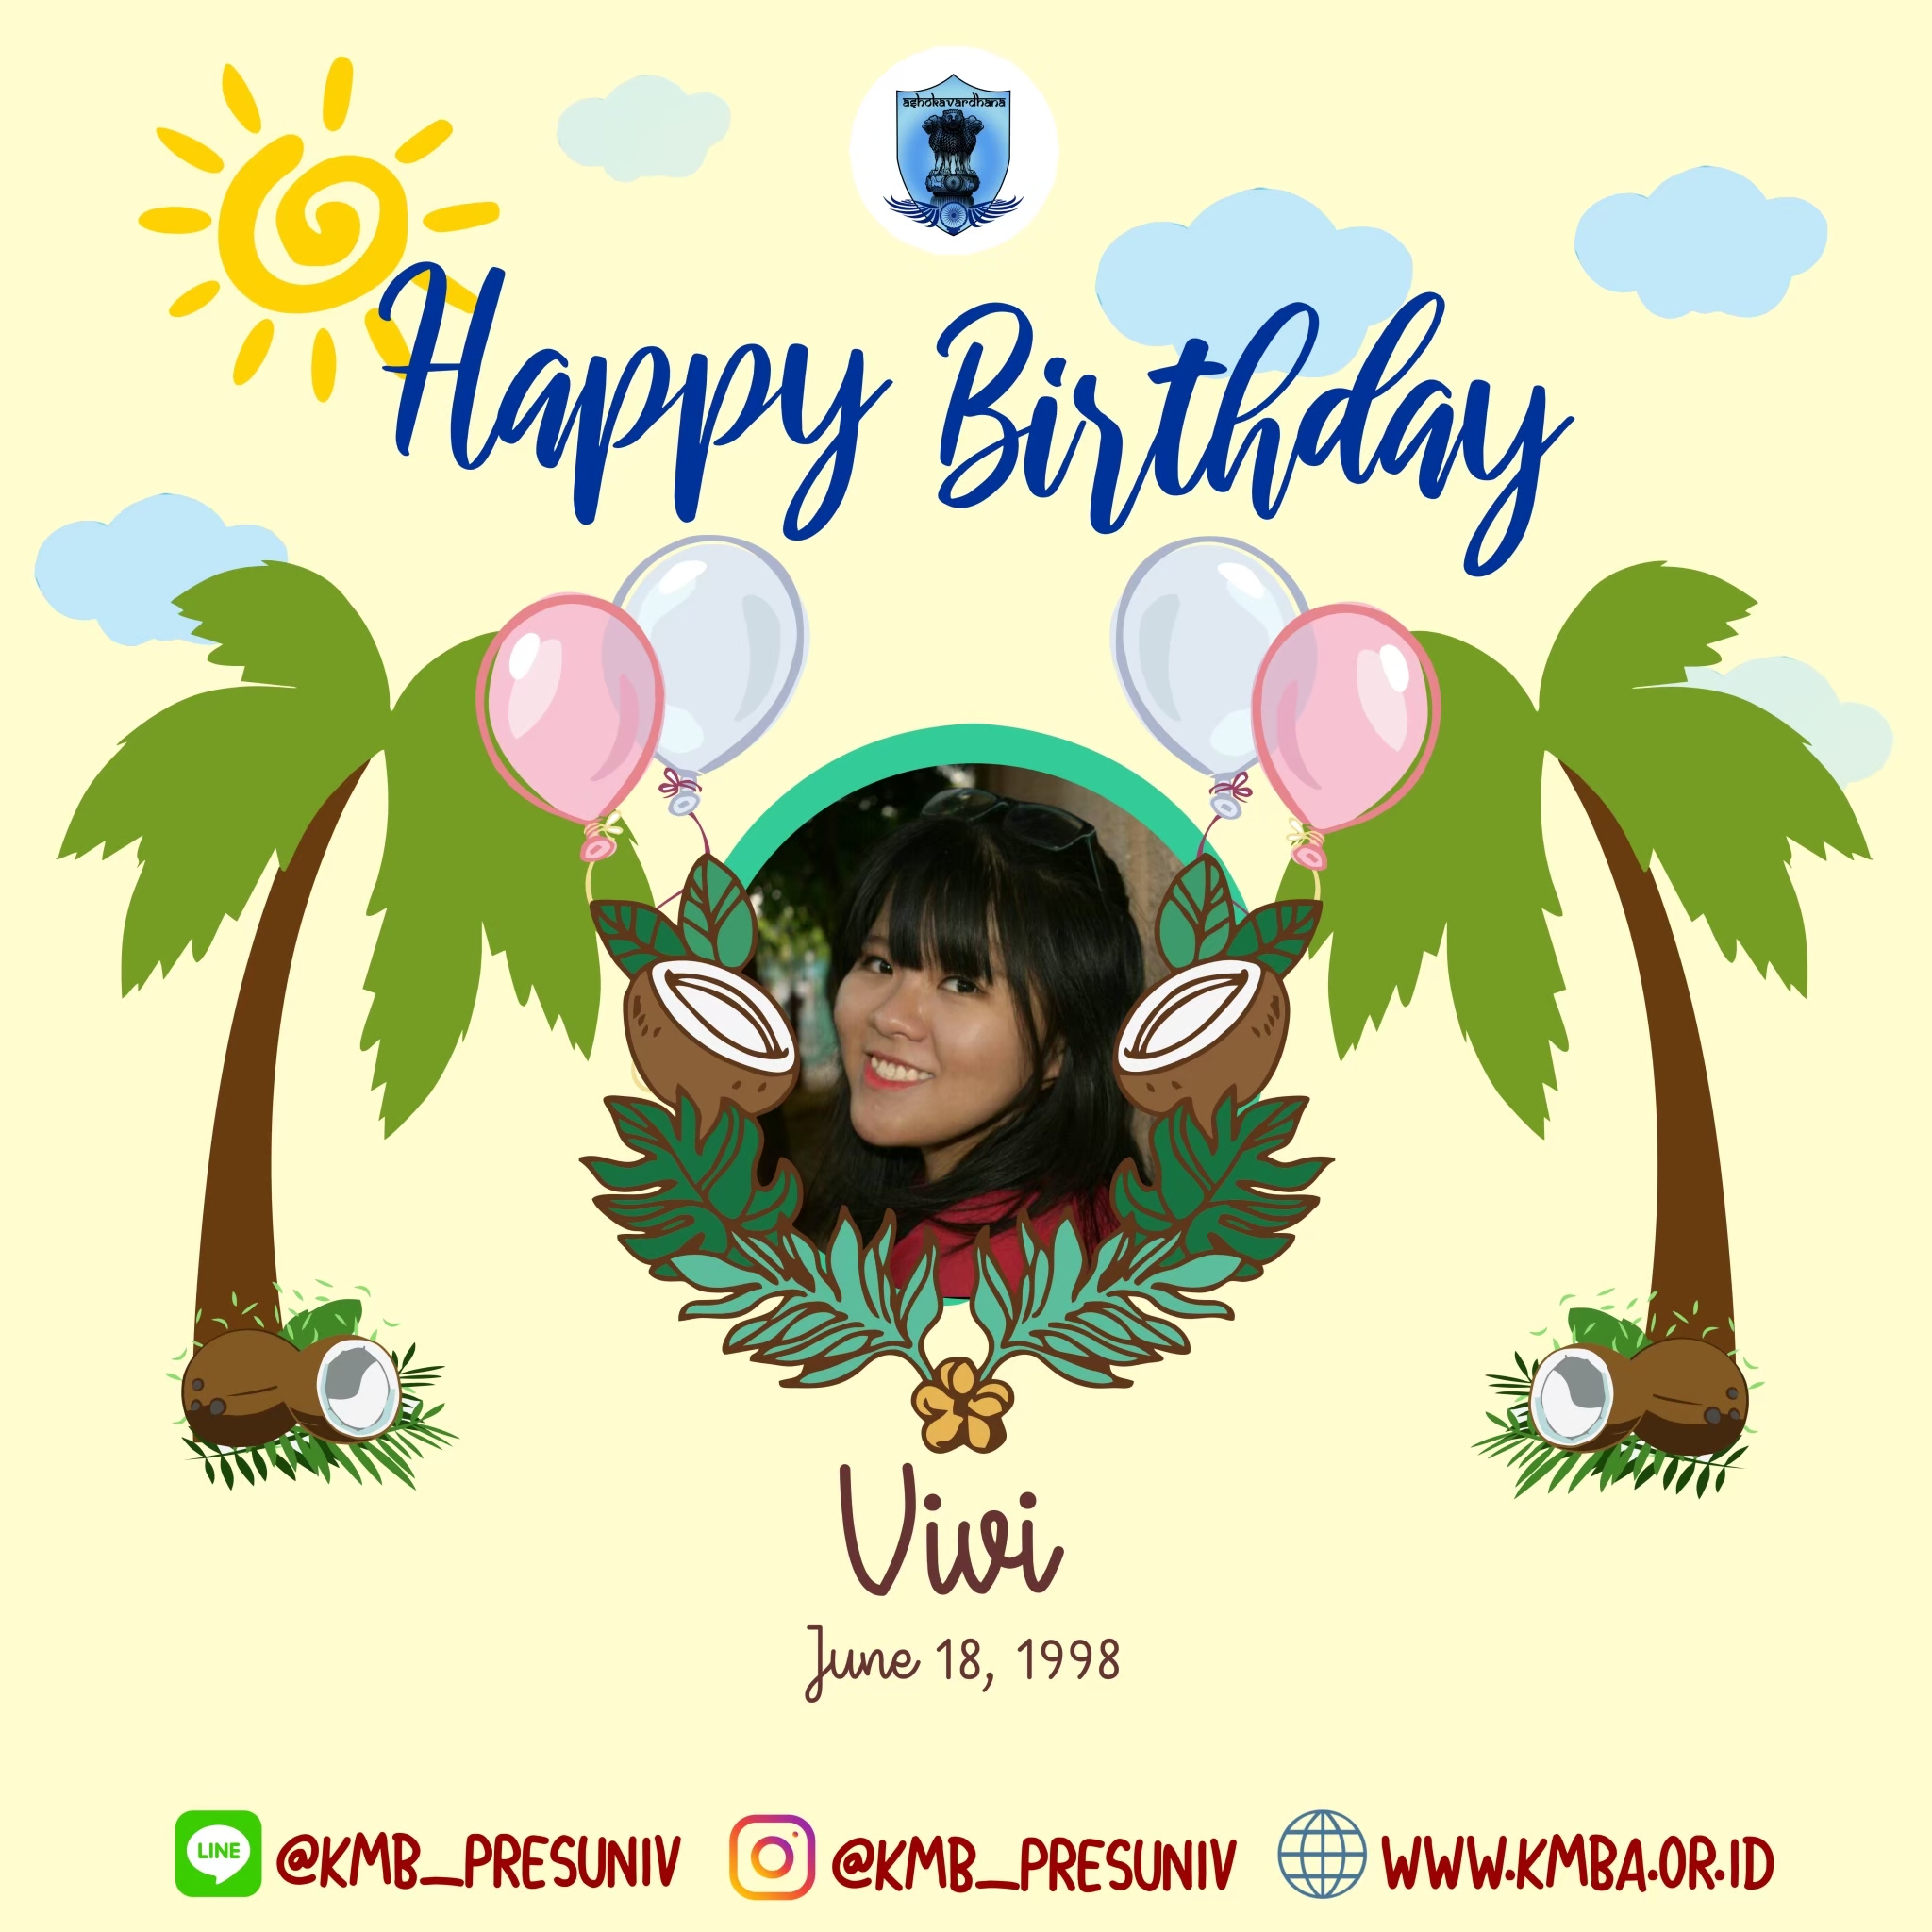 ashokavardhana
Happy Birthday
Vivi
June 18, 1998
LINE @KMB_PRESUNIV @KMB_PRESUNIV WWW.KMBA.OR.ID